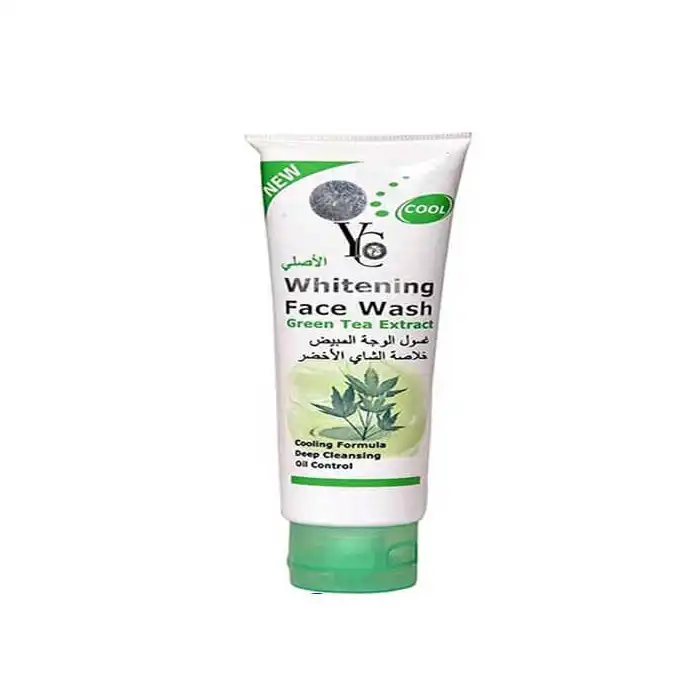 NEW
COOL
YC
الأصلي
Whitening
Face Wash
Green Tea Extract
غسول الوجة المبيض
خلاصة الشاي الأخضر
Cooling Formula
Deep Cleansing
Oil Control